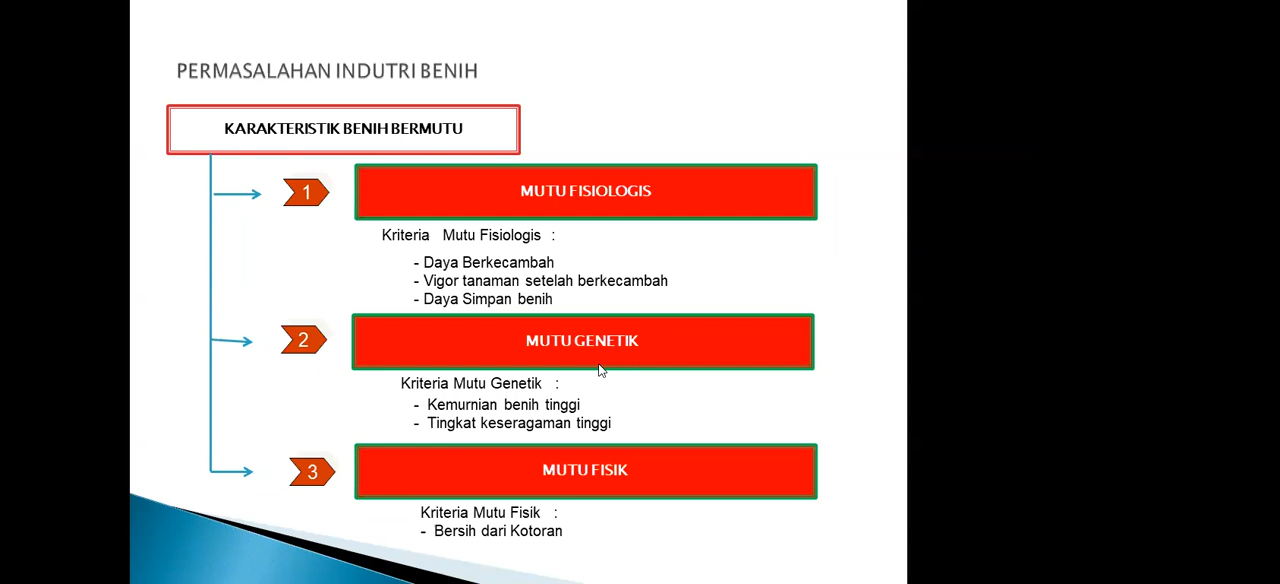 PERMASALAHAN INDUTRI BENIH
KARAKTERISTIK BENIH BERMUTU
1
MUTU FISIOLOGIS
Kriteria Mutu Fisiologis :
- Daya Berkecambah
- Vigor tanaman setelah berkecambah
- Daya Simpan benih
2
MUTU GENETIK
Kriteria Mutu Genetik :
- Kemurnian benih tinggi
- Tingkat keseragaman tinggi
3
MUTU FISIK
Kriteria Mutu Fisik :
- Bersih dari Kotoran